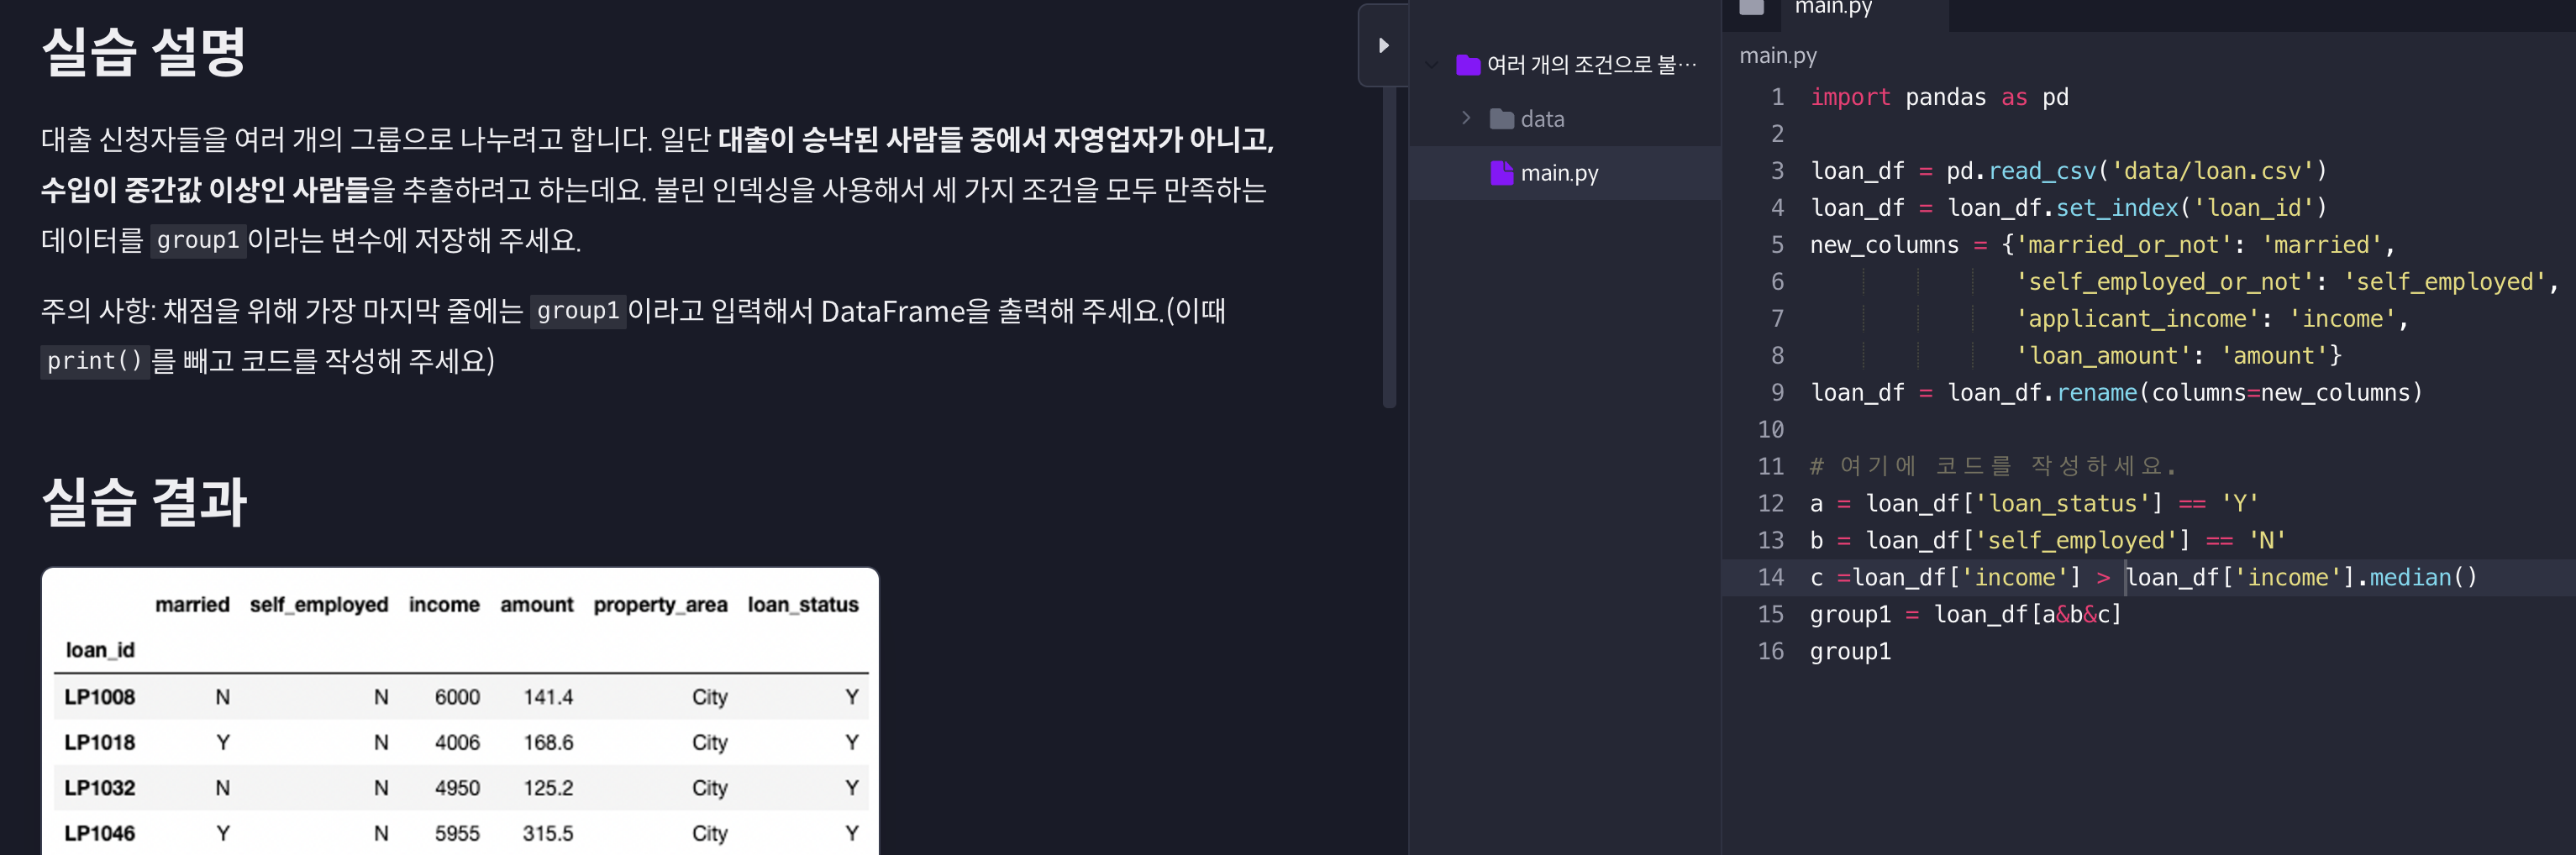 실습 설명
대출 신청자들을 여러 개의 그룹으로 나누려고 합니다. 일단 대출이 승낙된 사람들 중에서 자영업자가 아니고,
수입이 중간값 이상인 사람들을 추출하려고 하는데요. 불린 인덱싱을 사용해서 세 가지 조건을 모두 만족하는
데이터를 group1이라는 변수에 저장해 주세요.
주의 사항: 채점을 위해 가장 마지막 줄에는 group1이라고 입력해서 DataFrame을 출력해 주세요.(이때
print()를 빼고 코드를 작성해 주세요)
실습 결과
married self_employed income amount property_area loan_status
loan_id
LP1008 N N 6000 141.4 City Y
LP1018 Y N 4006 168.6 City Y
LP1032 N N 4950 125.2 City Y
LP1046 Y N 5955 315.5 City Y
여러 개의 조건으로 불…
data
main.py
main.py
main.py
1 import pandas as pd
2
3 loan_df = pd.read_csv('data/loan.csv')
4 loan_df = loan_df.set_index('loan_id')
5 new_columns = {'married_or_not': 'married',
6 'self_employed_or_not': 'self_employed',
7 'applicant_income': 'income',
8 'loan_amount': 'amount'}
9 loan_df = loan_df.rename(columns=new_columns)
10
11 # 여기에 코드를 작성하세요.
12 a = loan_df['loan_status'] == 'Y'
13 b = loan_df['self_employed'] == 'N'
14 c =loan_df['income'] > loan_df['income'].median()
15 group1 = loan_df[a&b&c]
16 group1